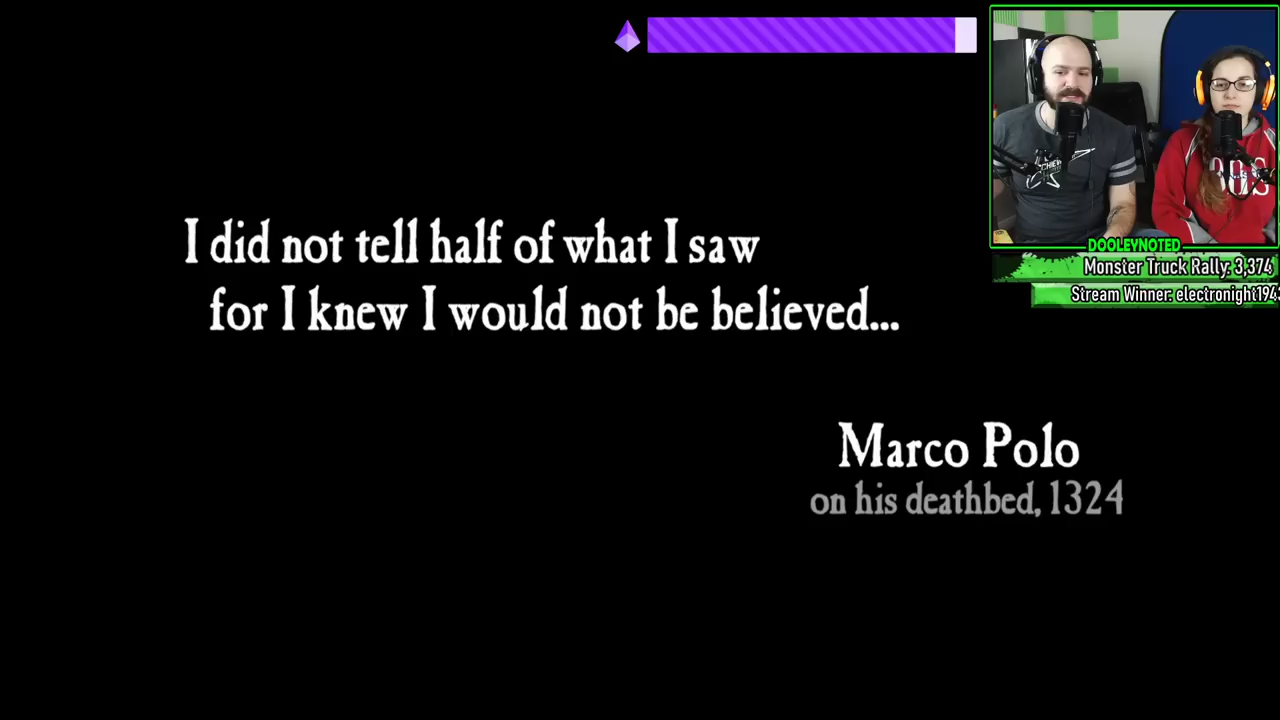 I did not tell half of what I saw
for I knew I would not be believed...
Marco Polo
on his deathbed, 1324
DOOLEYNOTED
Monster Truck Rally: 3,374
Stream Winner: electronight194